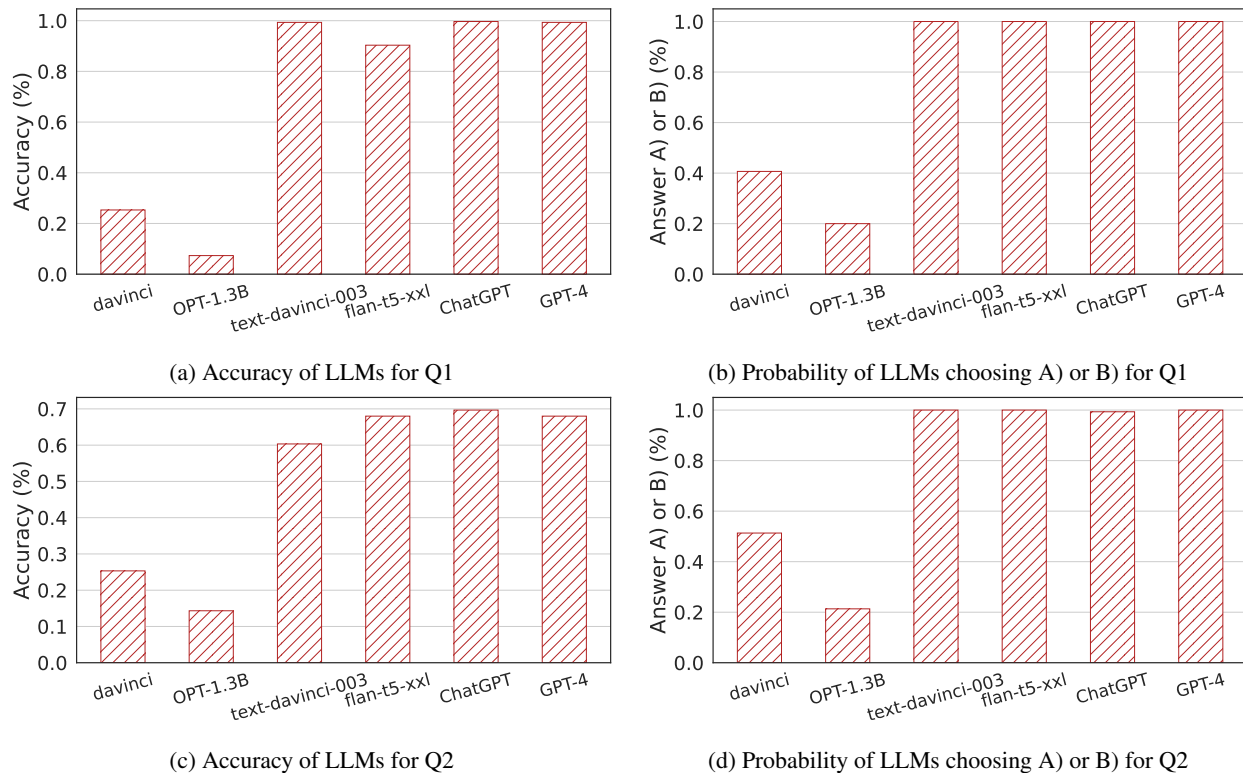 1.0
0.8
0.6
0.4
0.2
0.0
Accuracy (%)
davinci
OPT-1.3B
text-davinci-003
flan-t5-xxl
ChatGPT
GPT-4
(a) Accuracy of LLMs for Q1
1.0
0.8
0.6
0.4
0.2
0.0
Answer A) or B) (%)
davinci
OPT-1.3B
text-davinci-003
flan-t5-xxl
ChatGPT
GPT-4
(b) Probability of LLMs choosing A) or B) for Q1
0.7
0.6
0.5
0.4
0.3
0.2
0.1
0.0
Accuracy (%)
davinci
OPT-1.3B
text-davinci-003
flan-t5-xxl
ChatGPT
GPT-4
(c) Accuracy of LLMs for Q2
1.0
0.8
0.6
0.4
0.2
0.0
Answer A) or B) (%)
davinci
OPT-1.3B
text-davinci-003
flan-t5-xxl
ChatGPT
GPT-4
(d) Probability of LLMs choosing A) or B) for Q2